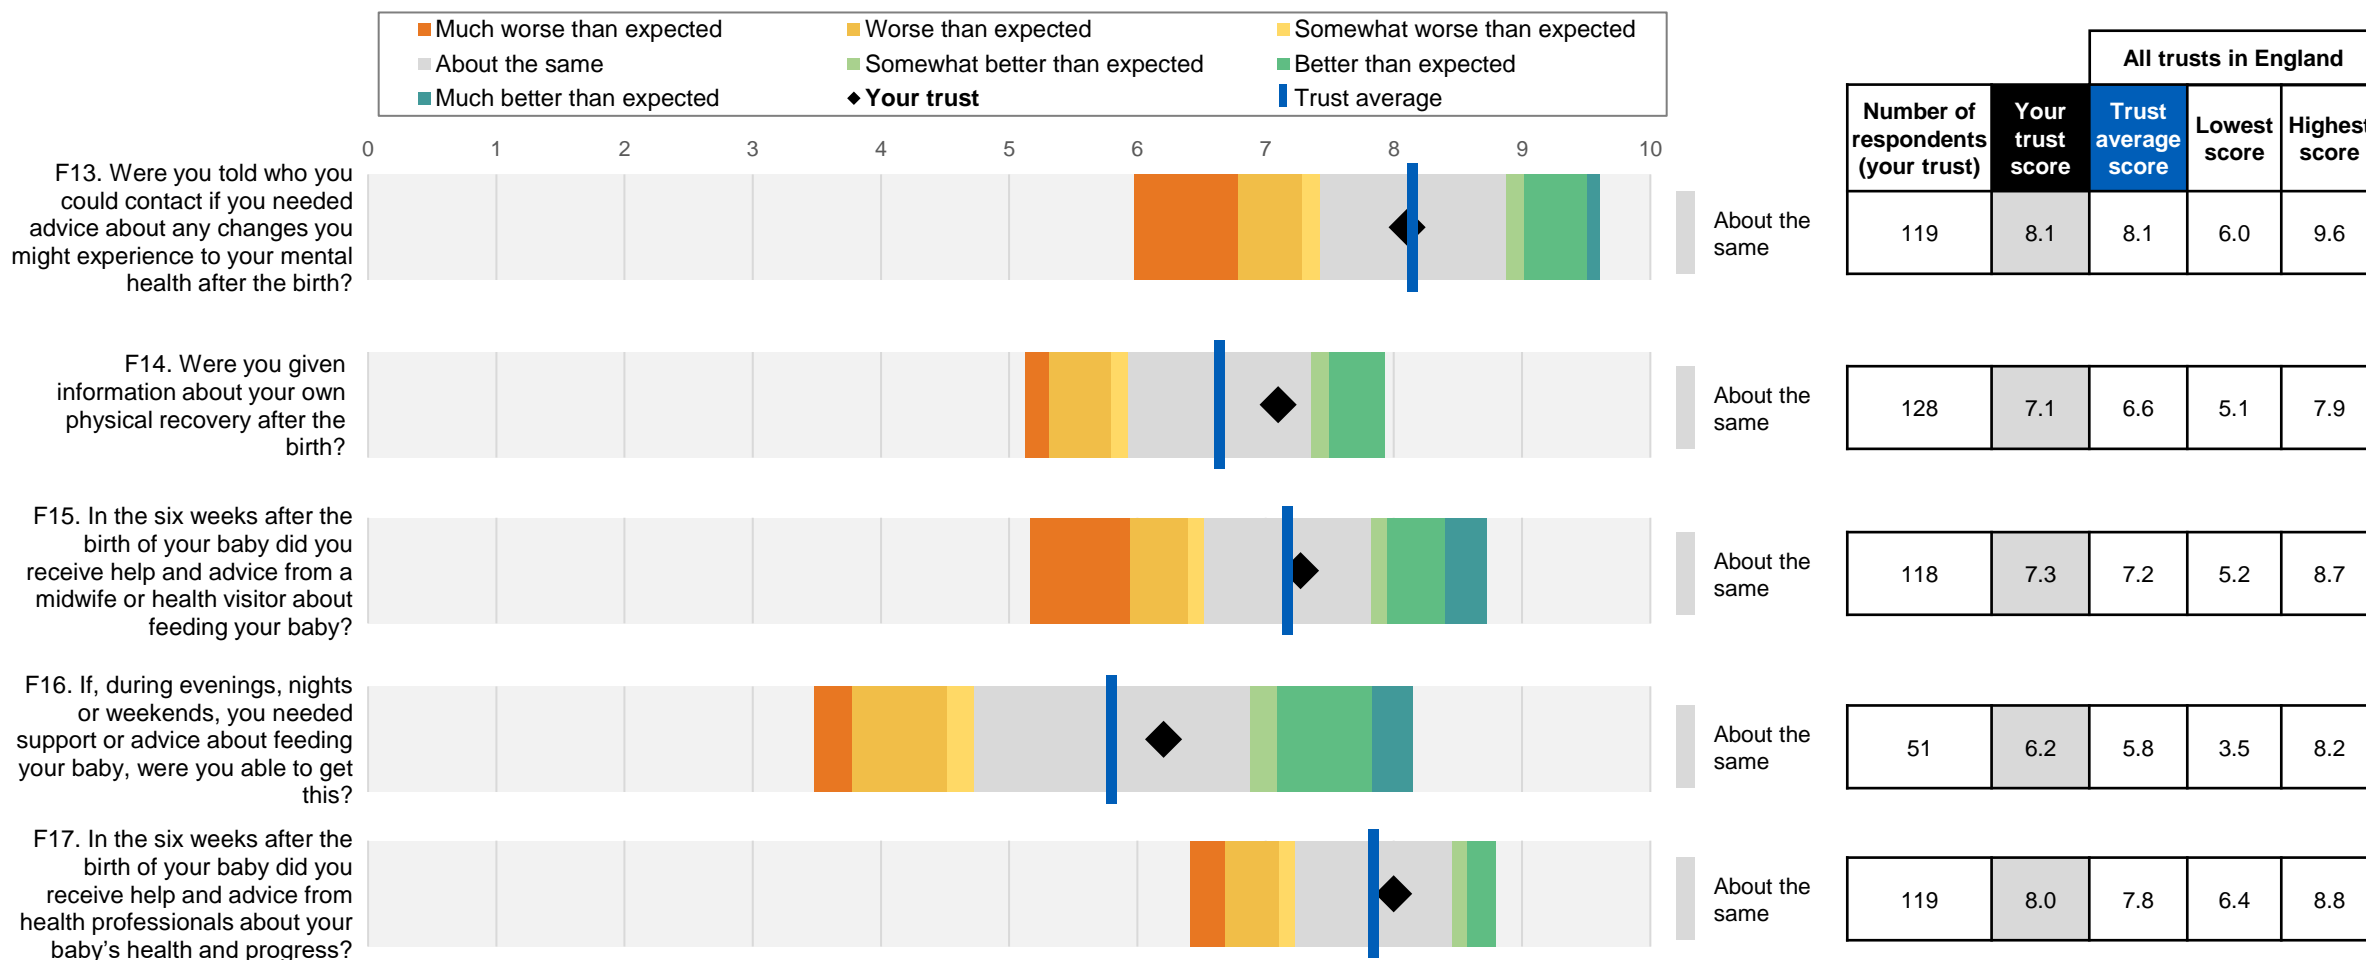 Much worse than expected
Worse than expected
Somewhat worse than expected
About the same
Somewhat better than expected
Better than expected
Much better than expected
Your trust
Trust average
All trusts in England
Number of respondents (your trust)
Your trust score
Trust average score
Lowest score
Highest score
0 1 2 3 4 5 6 7 8 9 10
F13. Were you told who you
could contact if you needed
advice about any changes you
might experience to your mental
health after the birth?
About the
same
119 8.1 8.1 6.0 9.6
F14. Were you given
information about your own
physical recovery after the
birth?
About the
same
128 7.1 6.6 5.1 7.9
F15. In the six weeks after the
birth of your baby did you
receive help and advice from a
midwife or health visitor about
feeding your baby?
About the
same
118 7.3 7.2 5.2 8.7
F16. If, during evenings, nights
or weekends, you needed
support or advice about feeding
your baby, were you able to get
this?
About the
same
51 6.2 5.8 3.5 8.2
F17. In the six weeks after the
birth of your baby did you
receive help and advice from
health professionals about your
baby’s health and progress?
About the
same
119 8.0 7.8 6.4 8.8